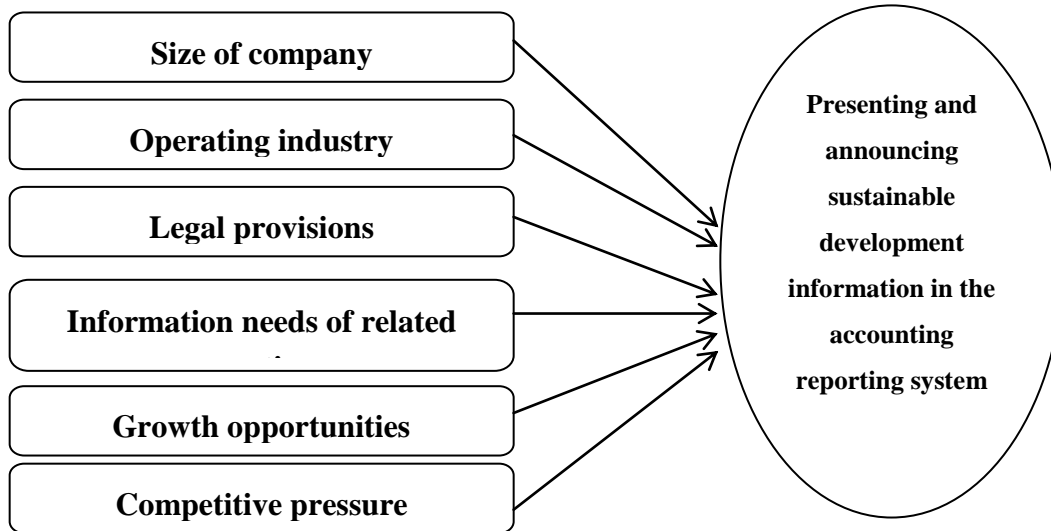 Size of company
Operating industry
Legal provisions
Information needs of related
Growth opportunities
Competitive pressure
Presenting and
announcing
sustainable
development
information in the
accounting
reporting system